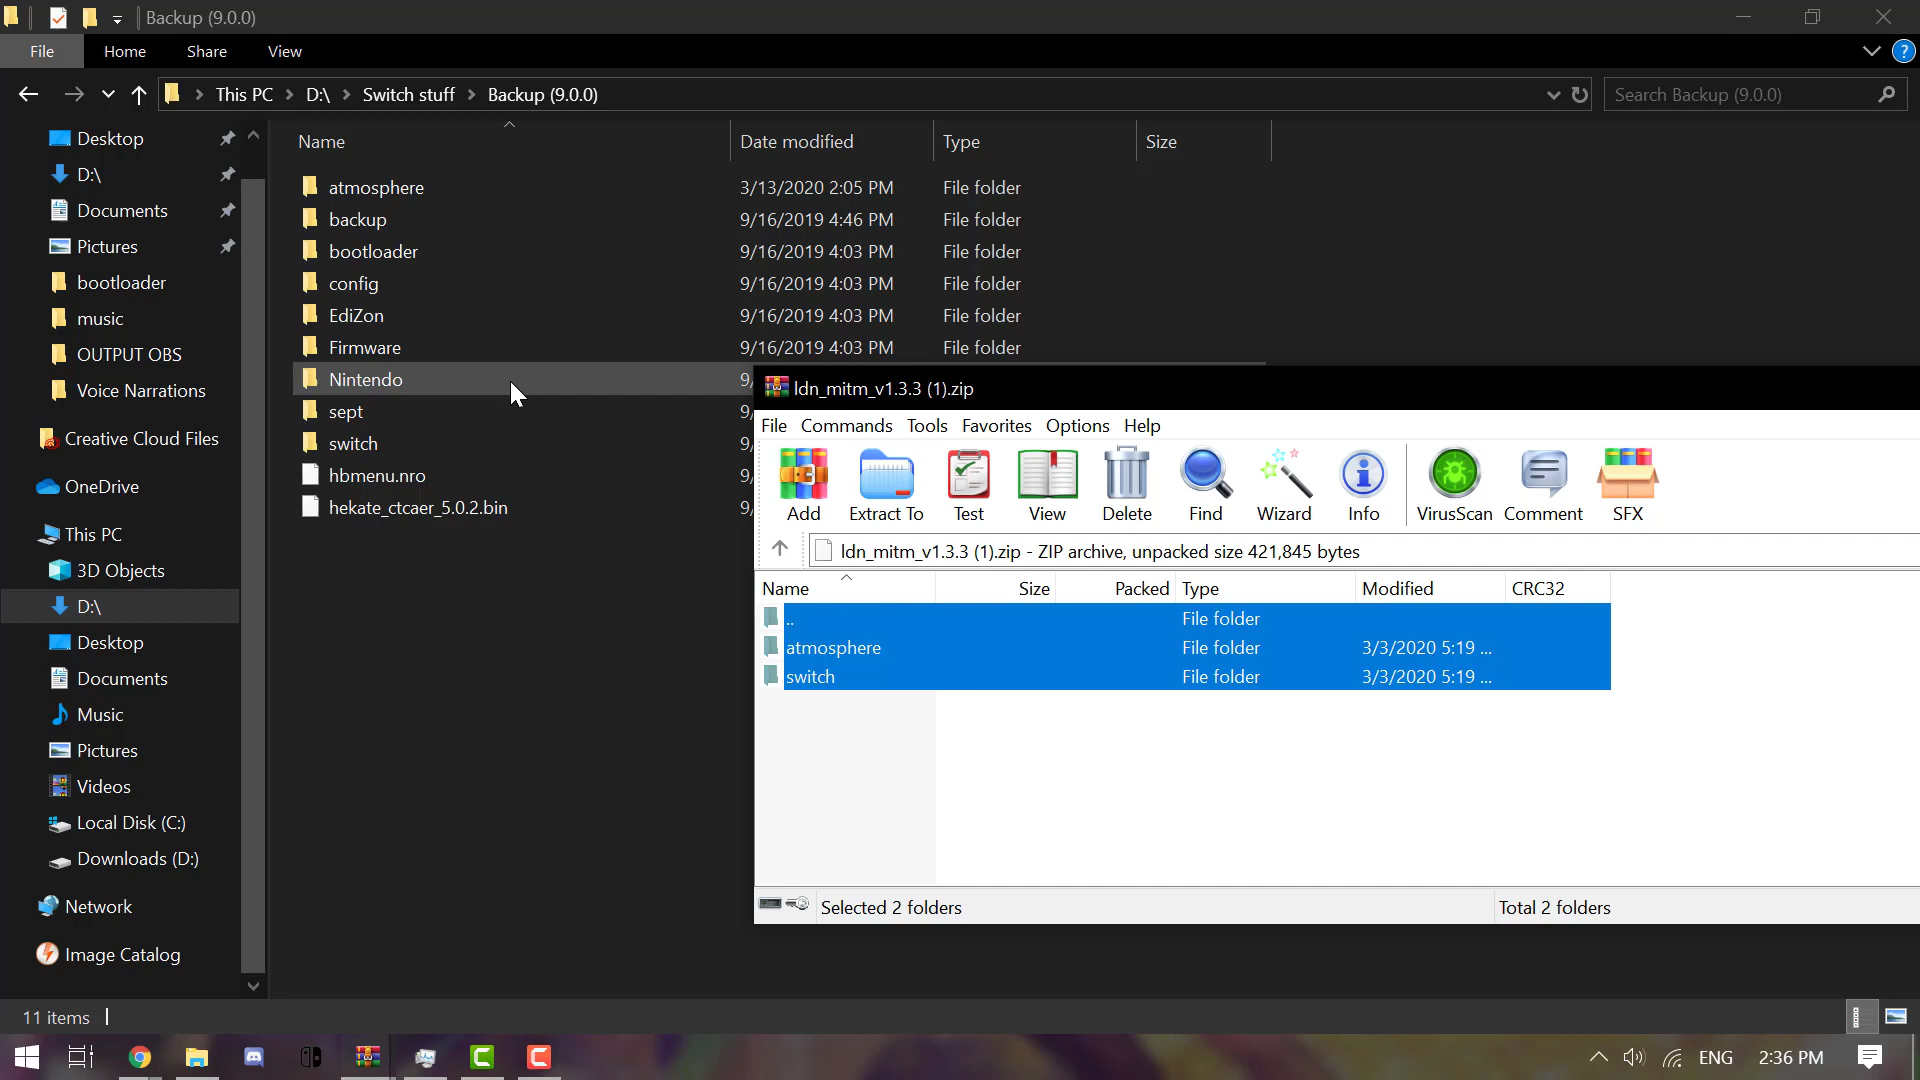 Backup (9.0.0)
File Home Share View
This PC D:\ Switch stuff Backup (9.0.0)
Search Backup (9.0.0)
Desktop
D:\
Documents
Pictures
bootloader
music
OUTPUT OBS
Voice Narrations
Creative Cloud Files
OneDrive
This PC
3D Objects
D:\
Desktop
Documents
Music
Pictures
Videos
Local Disk (C:)
Downloads (D:)
Network
Image Catalog
Name Date modified Type Size
atmosphere 3/13/2020 2:05 PM File folder
backup 9/16/2019 4:46 PM File folder
bootloader 9/16/2019 4:03 PM File folder
config 9/16/2019 4:03 PM File folder
EdiZon 9/16/2019 4:03 PM File folder
Firmware 9/16/2019 4:03 PM File folder
Nintendo 9/
sept 9/
switch 9/
hbmenu.nro 9/
hekate_ctcaer_5.0.2.bin 9/
ldn_mitm_v1.3.3 (1).zip
File Commands Tools Favorites Options Help
Add Extract To Test View Delete Find Wizard Info VirusScan Comment SFX
ldn_mitm_v1.3.3 (1).zip - ZIP archive, unpacked size 421,845 bytes
Name Size Packed Type Modified CRC32
.. File folder
atmosphere File folder 3/3/2020 5:19 ...
switch File folder 3/3/2020 5:19 ...
Selected 2 folders Total 2 folders
11 items
ENG 2:36 PM